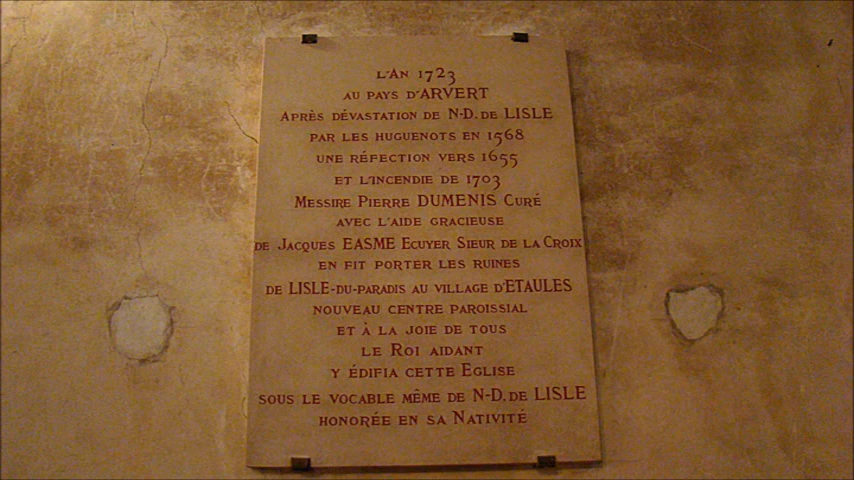 L'An 1723
au pays d'ARVERT
Après dévastation de N-D. de LISLE
par les huguenots en 1568
une réfection vers 1655
et l'incendie de 1703
Messire Pierre DUMENIS Curé
avec l'aide gracieuse
de Jacques EASME Ecuyer Sieur de la Croix
en fit porter les ruines
de LISLE-du-paradis au village d'ETAULES
nouveau centre paroissial
et à la joie de tous
le Roi aidant
y édifia cette Eglise
sous le vocable même de N-D. de LISLE
honorée en sa Nativité